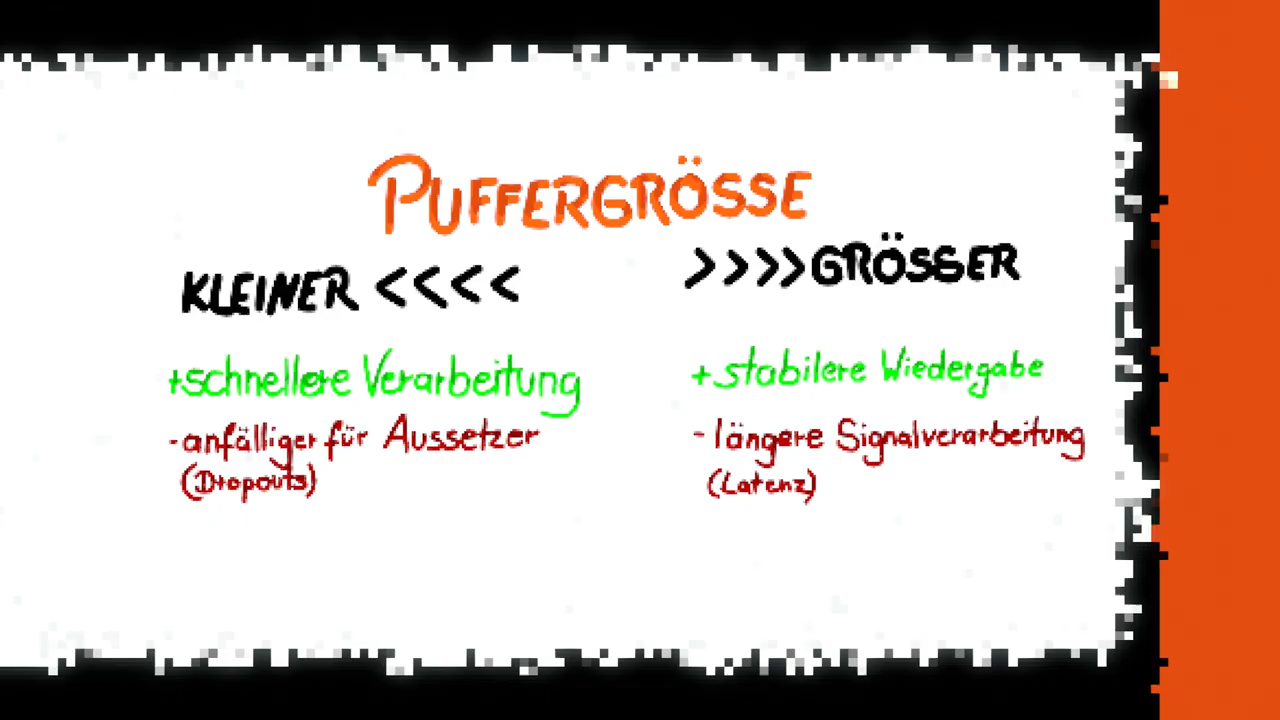 PUFFERGRÖSSE
KLEINER <<<<
+schnellere Verarbeitung
-anfälliger für Aussetzer
(Dropouts)
>>>>GRÖSSER
+stabilere Wiedergabe
-längere Signalverarbeitung
(Latenz)